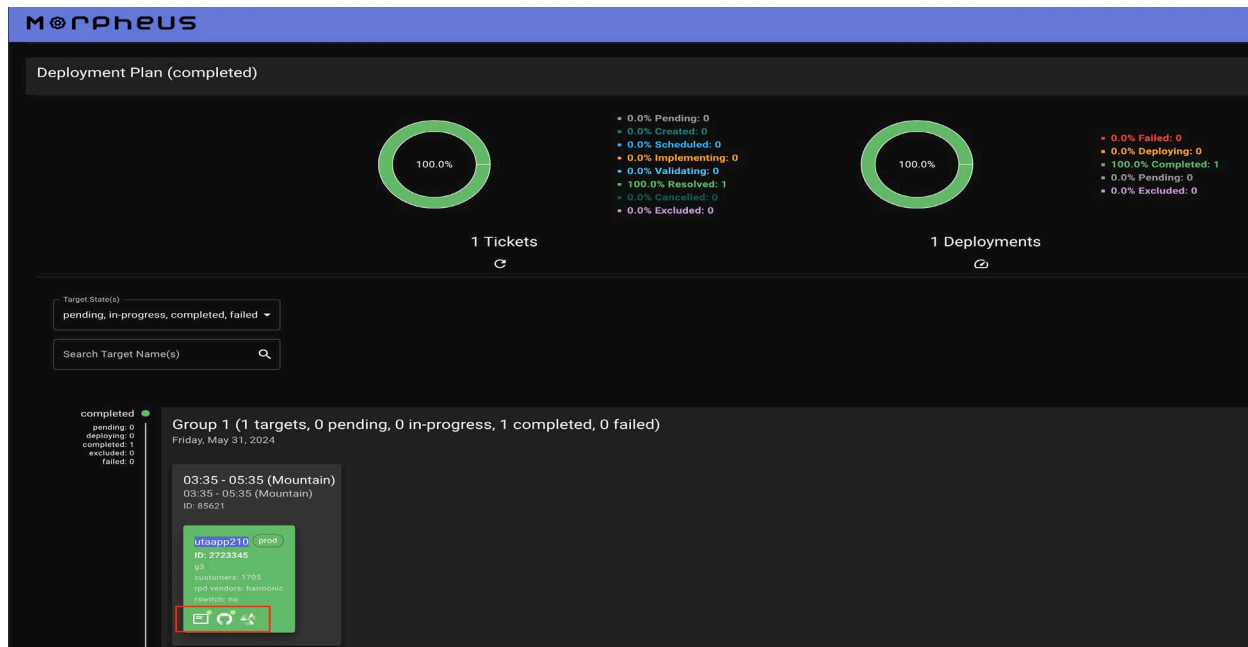 Morpheus
Deployment Plan (completed)
100.0%
0.0% Pending: 0
0.0% Created: 0
0.0% Scheduled: 0
0.0% Implementing: 0
0.0% Validating: 0
100.0% Resolved: 1
0.0% Cancelled: 0
0.0% Excluded: 0
1 Tickets
100.0%
0.0% Failed: 0
0.0% Deploying: 0
100.0% Completed: 1
0.0% Pending: 0
0.0% Excluded: 0
1 Deployments
Target State(s)
pending, in-progress, completed, failed
Search Target Name(s)
completed
pending: 0
deploying: 0
completed: 1
excluded: 0
failed: 0
Group 1 (1 targets, 0 pending, 0 in-progress, 1 completed, 0 failed)
Friday, May 31, 2024
03:35 - 05:35 (Mountain)
03:35 - 05:35 (Mountain)
ID: 85621
utaapp210 prod
ID: 2723345
g3
customers: 1705
rpd vendors: harmonic
rswitch: no